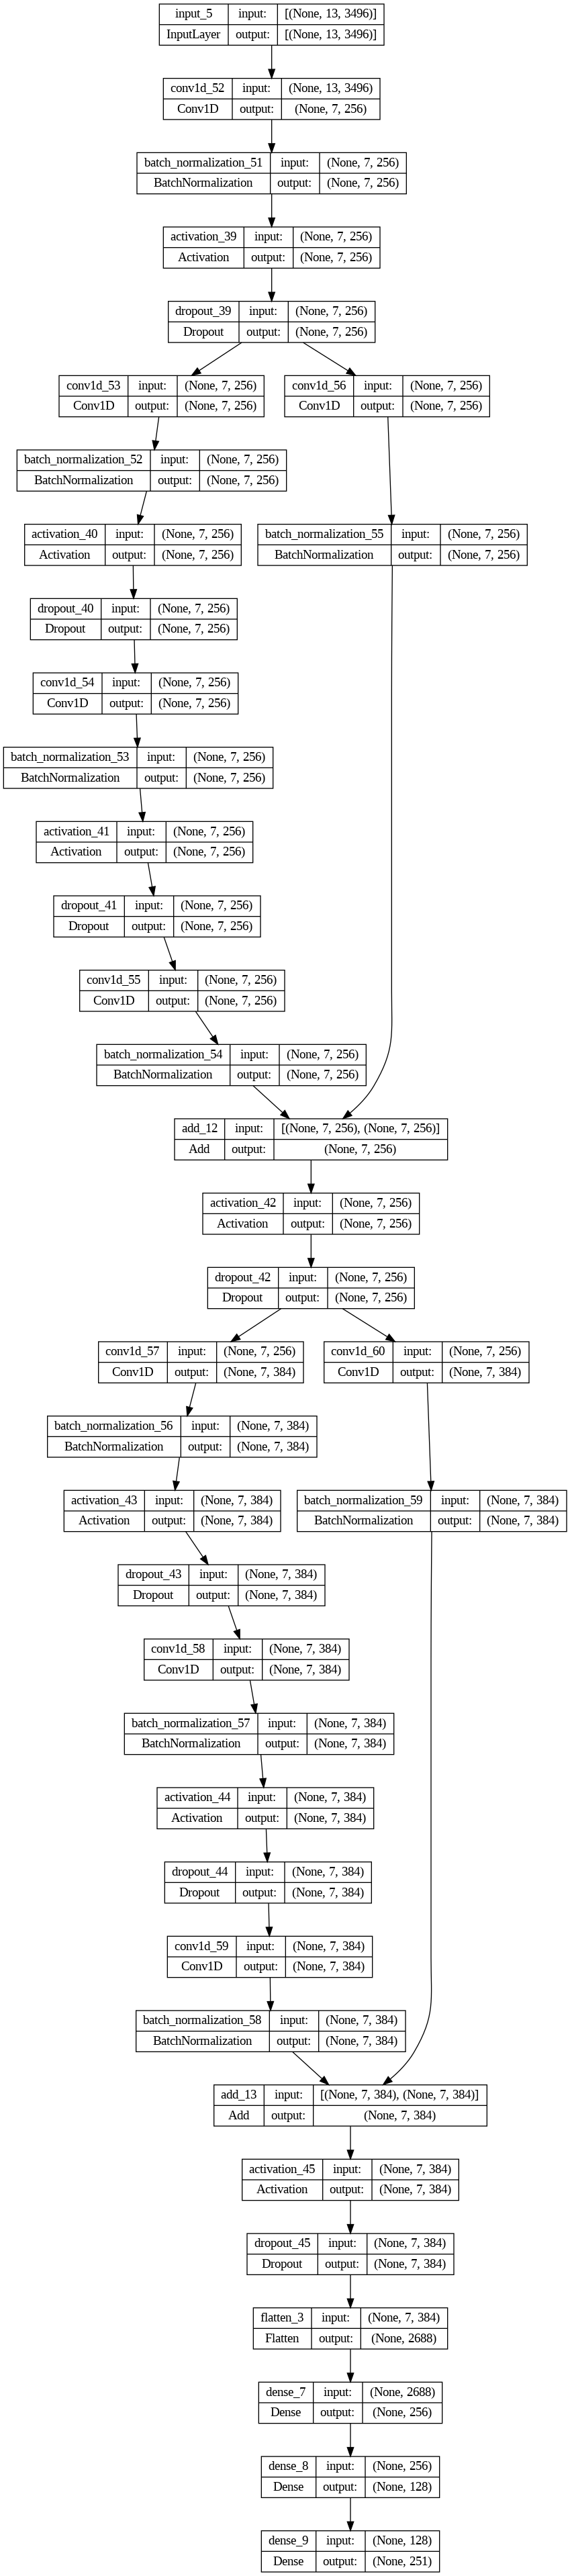 input_5 input: [(None, 13, 3496)]
InputLayer output: [(None, 13, 3496)]
conv1d_52 input: (None, 13, 3496)
Conv1D output: (None, 7, 256)
batch_normalization_51 input: (None, 7, 256)
BatchNormalization output: (None, 7, 256)
activation_39 input: (None, 7, 256)
Activation output: (None, 7, 256)
dropout_39 input: (None, 7, 256)
Dropout output: (None, 7, 256)
conv1d_53 input: (None, 7, 256)
Conv1D output: (None, 7, 256)
conv1d_56 input: (None, 7, 256)
Conv1D output: (None, 7, 256)
batch_normalization_52 input: (None, 7, 256)
BatchNormalization output: (None, 7, 256)
activation_40 input: (None, 7, 256)
Activation output: (None, 7, 256)
batch_normalization_55 input: (None, 7, 256)
BatchNormalization output: (None, 7, 256)
dropout_40 input: (None, 7, 256)
Dropout output: (None, 7, 256)
conv1d_54 input: (None, 7, 256)
Conv1D output: (None, 7, 256)
batch_normalization_53 input: (None, 7, 256)
BatchNormalization output: (None, 7, 256)
activation_41 input: (None, 7, 256)
Activation output: (None, 7, 256)
dropout_41 input: (None, 7, 256)
Dropout output: (None, 7, 256)
conv1d_55 input: (None, 7, 256)
Conv1D output: (None, 7, 256)
batch_normalization_54 input: (None, 7, 256)
BatchNormalization output: (None, 7, 256)
add_12 input: [(None, 7, 256), (None, 7, 256)]
Add output: (None, 7, 256)
activation_42 input: (None, 7, 256)
Activation output: (None, 7, 256)
dropout_42 input: (None, 7, 256)
Dropout output: (None, 7, 256)
conv1d_57 input: (None, 7, 256)
Conv1D output: (None, 7, 384)
conv1d_60 input: (None, 7, 256)
Conv1D output: (None, 7, 384)
batch_normalization_56 input: (None, 7, 384)
BatchNormalization output: (None, 7, 384)
activation_43 input: (None, 7, 384)
Activation output: (None, 7, 384)
batch_normalization_59 input: (None, 7, 384)
BatchNormalization output: (None, 7, 384)
dropout_43 input: (None, 7, 384)
Dropout output: (None, 7, 384)
conv1d_58 input: (None, 7, 384)
Conv1D output: (None, 7, 384)
batch_normalization_57 input: (None, 7, 384)
BatchNormalization output: (None, 7, 384)
activation_44 input: (None, 7, 384)
Activation output: (None, 7, 384)
dropout_44 input: (None, 7, 384)
Dropout output: (None, 7, 384)
conv1d_59 input: (None, 7, 384)
Conv1D output: (None, 7, 384)
batch_normalization_58 input: (None, 7, 384)
BatchNormalization output: (None, 7, 384)
add_13 input: [(None, 7, 384), (None, 7, 384)]
Add output: (None, 7, 384)
activation_45 input: (None, 7, 384)
Activation output: (None, 7, 384)
dropout_45 input: (None, 7, 384)
Dropout output: (None, 7, 384)
flatten_3 input: (None, 7, 384)
Flatten output: (None, 2688)
dense_7 input: (None, 2688)
Dense output: (None, 256)
dense_8 input: (None, 256)
Dense output: (None, 128)
dense_9 input: (None, 128)
Dense output: (None, 251)